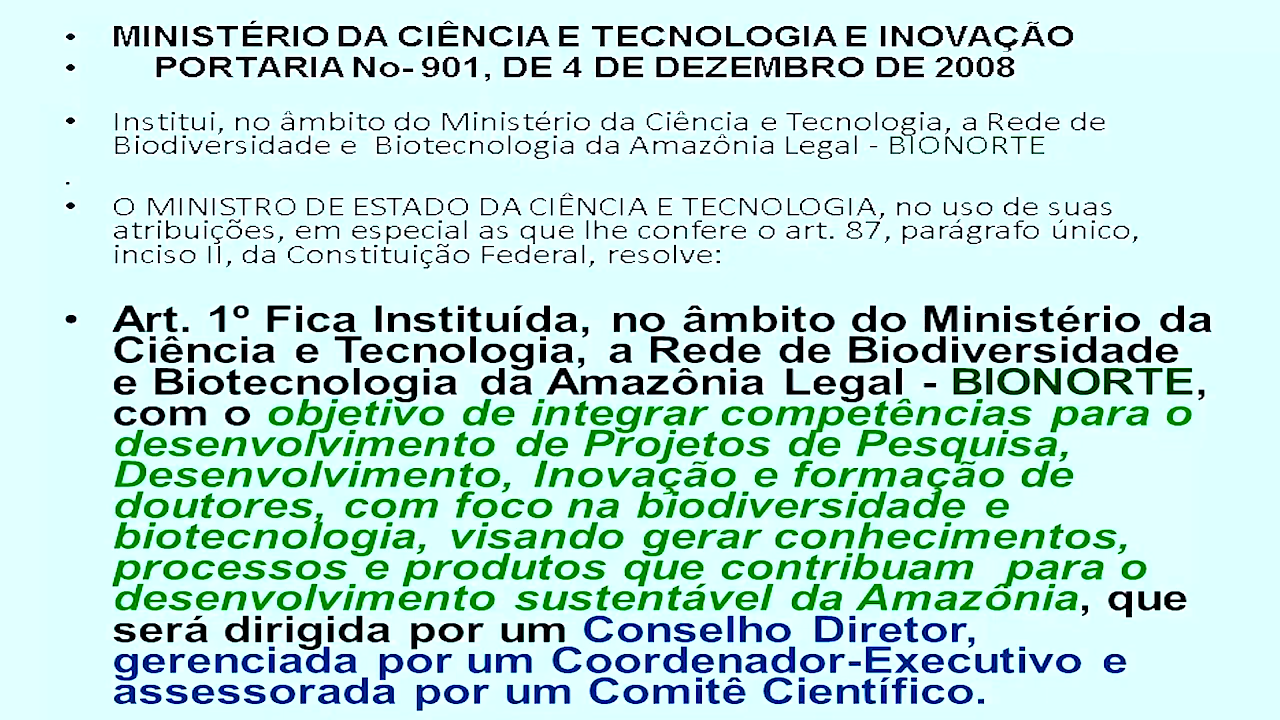 • MINISTÉRIO DA CIÊNCIA E TECNOLOGIA E INOVAÇÃO
• PORTARIA No- 901, DE 4 DE DEZEMBRO DE 2008
• Institui, no âmbito do Ministério da Ciência e Tecnologia, a Rede de
Biodiversidade e Biotecnologia da Amazônia Legal - BIONORTE
.
• O MINISTRO DE ESTADO DA CIÊNCIA E TECNOLOGIA, no uso de suas
atribuições, em especial as que lhe confere o art. 87, parágrafo único,
inciso II, da Constituição Federal, resolve:
• Art. 1º Fica Instituída, no âmbito do Ministério da
Ciência e Tecnologia, a Rede de Biodiversidade
e Biotecnologia da Amazônia Legal - BIONORTE,
com o objetivo de integrar competências para o
desenvolvimento de Projetos de Pesquisa,
Desenvolvimento, Inovação e formação de
doutores, com foco na biodiversidade e
biotecnologia, visando gerar conhecimentos,
processos e produtos que contribuam para o
desenvolvimento sustentável da Amazônia, que
será dirigida por um Conselho Diretor,
gerenciada por um Coordenador-Executivo e
assessorada por um Comitê Científico.